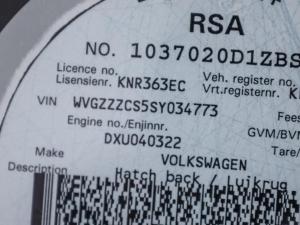 RSA
NO. 1037020D1ZBS
Licence no. Veh. register no.
Lisensienr. KNR363EC Vrt.registernr.
VIN WVGZZZCS5SY034773 Fees
Engine no./Enjinnr. GVM/BVM
DXU040322 Tare/
Make VOLKSWAGEN
Description Hatch back / Luikrug